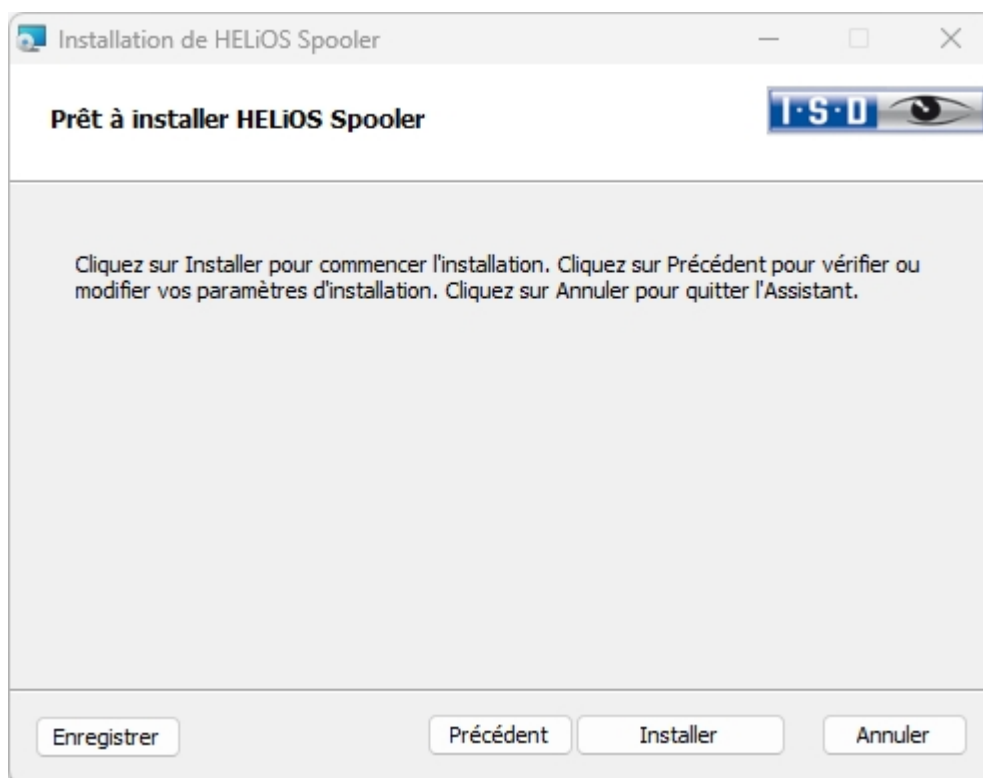 Installation de HELiOS Spooler
Prêt à installer HELiOS Spooler
I·S·D
Cliquez sur Installer pour commencer l'installation. Cliquez sur Précédent pour vérifier ou
modifier vos paramètres d'installation. Cliquez sur Annuler pour quitter l'Assistant.
Enregistrer Précédent Installer Annuler